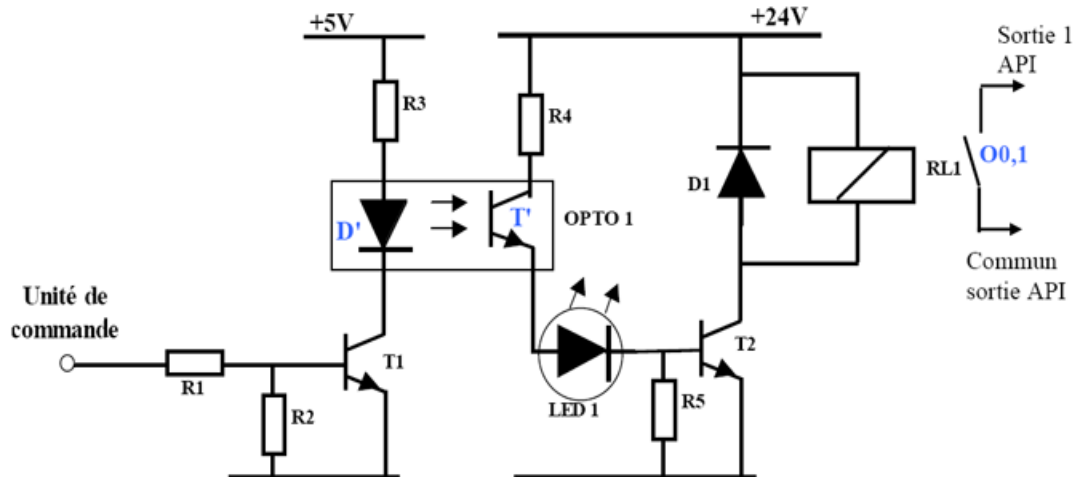 +5V
+24V
Sortie 1
API
R3
R4
RL1
O0,1
D1
D'
T'
OPTO 1
Commun
sortie API
Unité de
commande
R1
T1
T2
R2
LED 1
R5